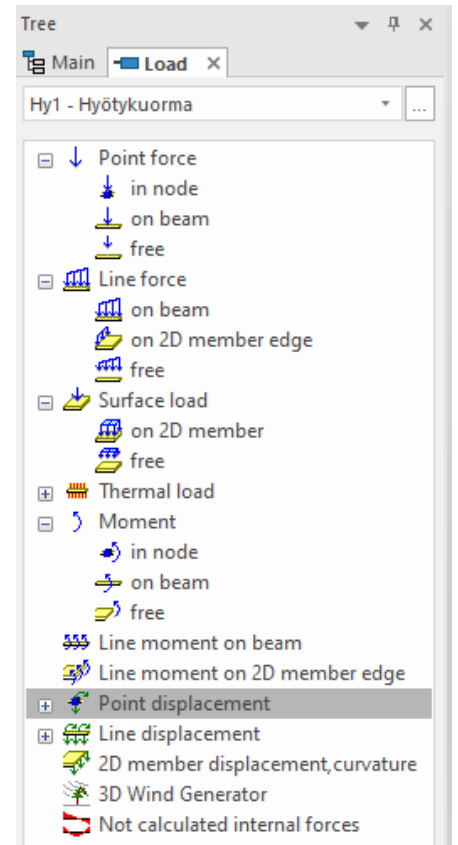 Tree
Main Load
Hy1 - Hyötykuorma ...
Point force
in node
on beam
free
Line force
on beam
on 2D member edge
free
Surface load
on 2D member
free
Thermal load
Moment
in node
on beam
free
Line moment on beam
Line moment on 2D member edge
Point displacement
Line displacement
2D member displacement,curvature
3D Wind Generator
Not calculated internal forces